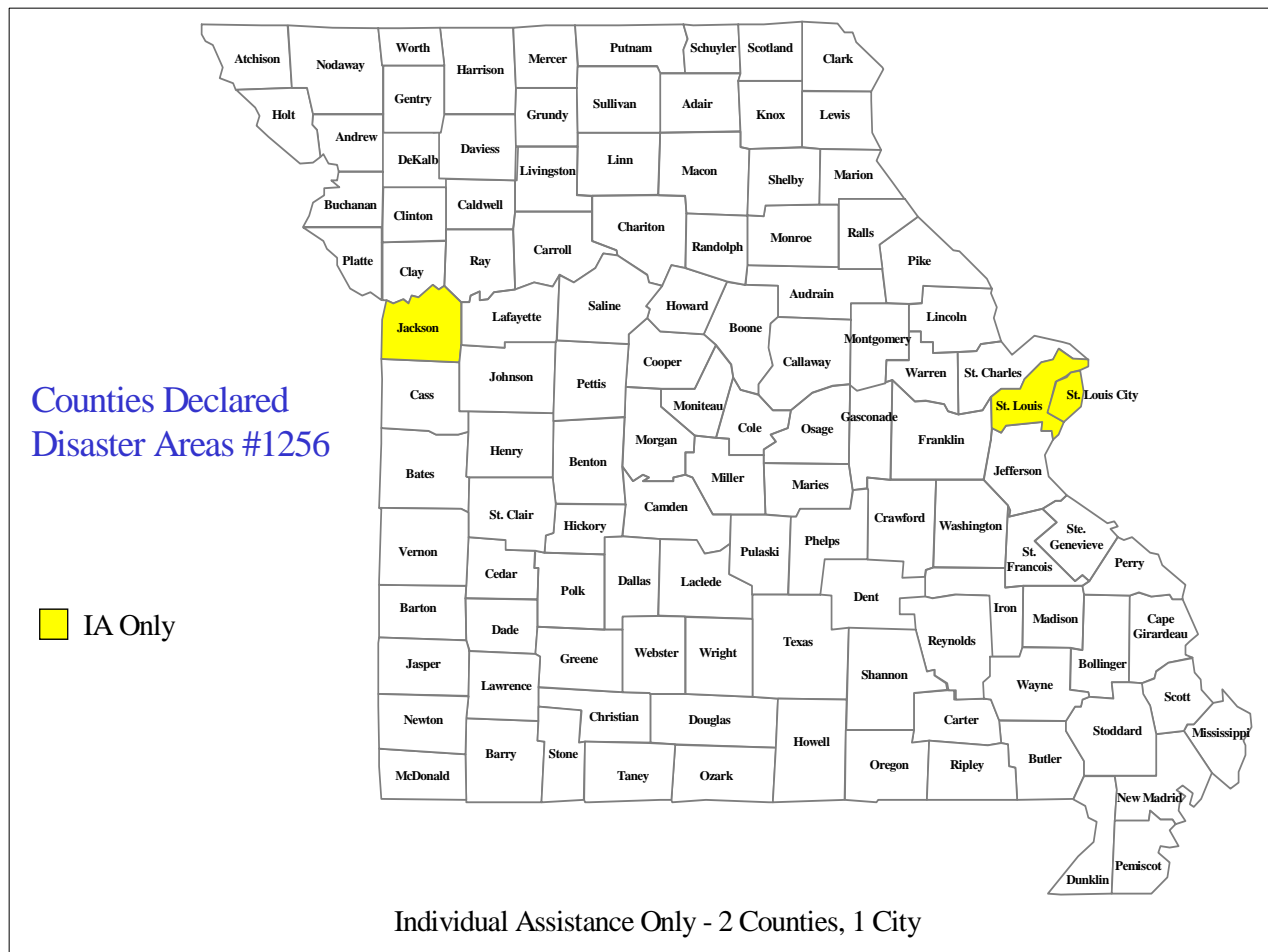 Worth
Putnam
Schuyler
Scotland
Atchison
Nodaway
Harrison
Mercer
Clark
Gentry
Sullivan
Adair
Holt
Grundy
Knox
Lewis
Andrew
DeKalb
Daviess
Livingston
Linn
Macon
Shelby
Marion
Buchanan
Clinton
Caldwell
Chariton
Randolph
Monroe
Ralls
Platte
Clay
Ray
Carroll
Pike
Audrain
Jackson
Lafayette
Saline
Howard
Boone
Lincoln
Montgomery
Cooper
Callaway
Warren
St. Charles
Cass
Johnson
Pettis
Moniteau
St. Louis
St. Louis City
Counties Declared
Disaster Areas #1256
Cole
Osage
Gasconade
Franklin
Morgan
Henry
Benton
Bates
Miller
Maries
Jefferson
St. Clair
Hickory
Camden
Crawford
Washington
Ste.
Genevieve
Vernon
Pulaski
Phelps
St.
Francois
Perry
Cedar
Polk
Dallas
Laclede
Dent
Barton
IA Only
Dade
Iron
Madison
Cape
Girardeau
Reynolds
Texas
Jasper
Greene
Webster
Wright
Bollinger
Lawrence
Shannon
Wayne
Scott
Newton
Christian
Douglas
Carter
Stoddard
Mississippi
Howell
McDonald
Barry
Stone
Taney
Ozark
Oregon
Ripley
Butler
New Madrid
Pemiscot
Dunklin
Individual Assistance Only - 2 Counties, 1 City